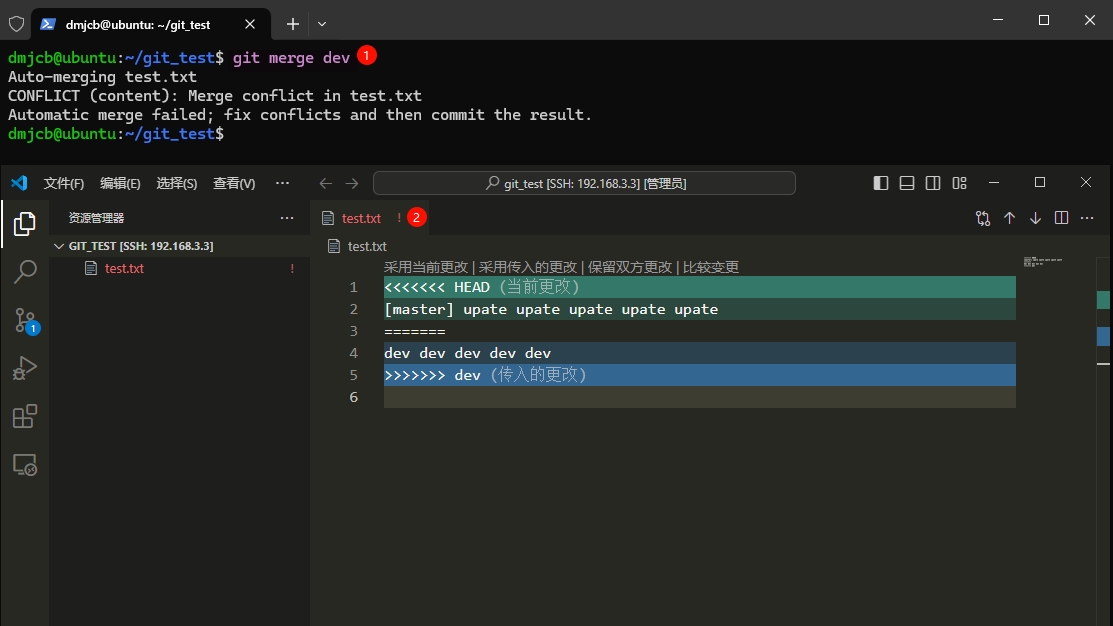 dmjcb@ubuntu: ~/git_test
dmjcb@ubuntu:~/git_test$ git merge dev 1
Auto-merging test.txt
CONFLICT (content): Merge conflict in test.txt
Automatic merge failed; fix conflicts and then commit the result.
dmjcb@ubuntu:~/git_test$
文件(F) 编辑(E) 选择(S) 查看(V) ··· git_test [SSH: 192.168.3.3] [管理员]
资源管理器 ···
test.txt ! 2
GIT_TEST [SSH: 192.168.3.3]
test.txt
test.txt !
采用当前更改 | 采用传入的更改 | 保留双方更改 | 比较变更
1 <<<<<<< HEAD (当前更改)
2 [master] upate upate upate upate upate
3 =======
4 dev dev dev dev dev
5 >>>>>>> dev (传入的更改)
6
1